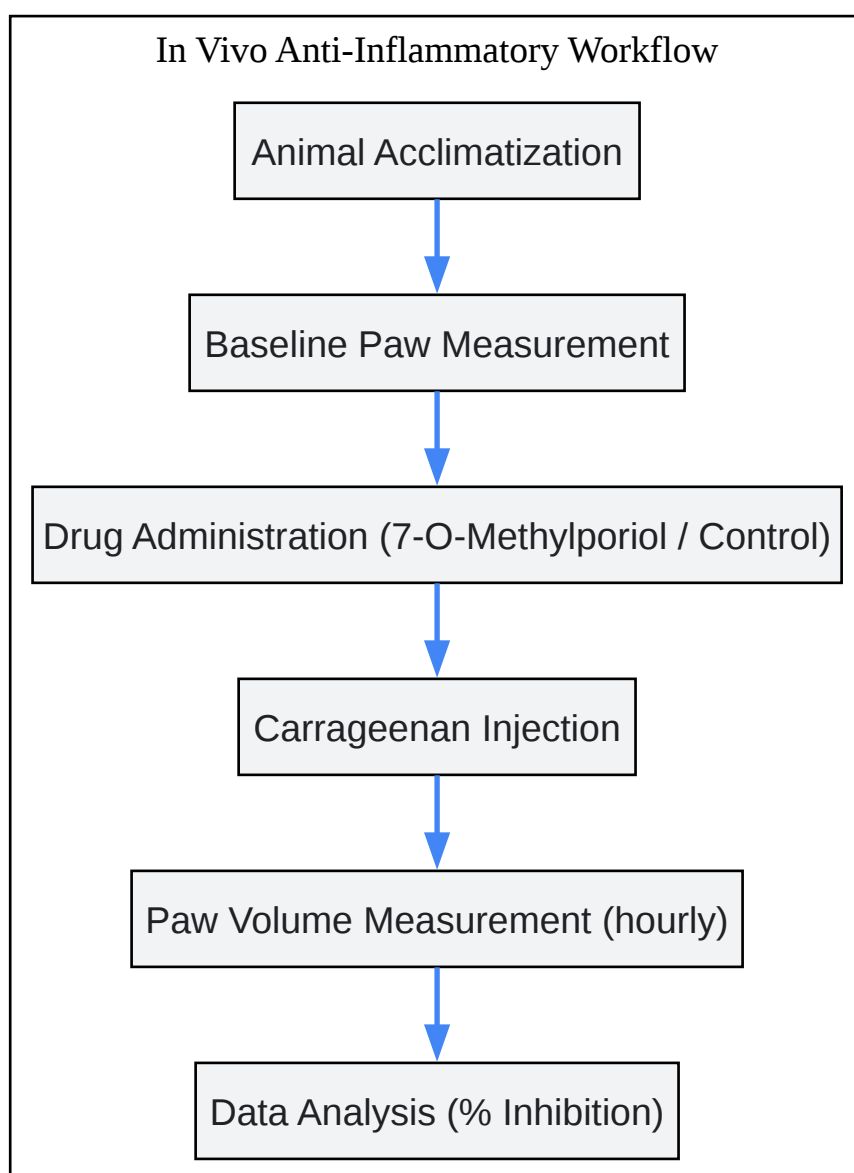 In Vivo Anti-Inflammatory Workflow
Animal Acclimatization
Baseline Paw Measurement
Drug Administration (7-O-Methylporiol / Control)
Carrageenan Injection
Paw Volume Measurement (hourly)
Data Analysis (% Inhibition)